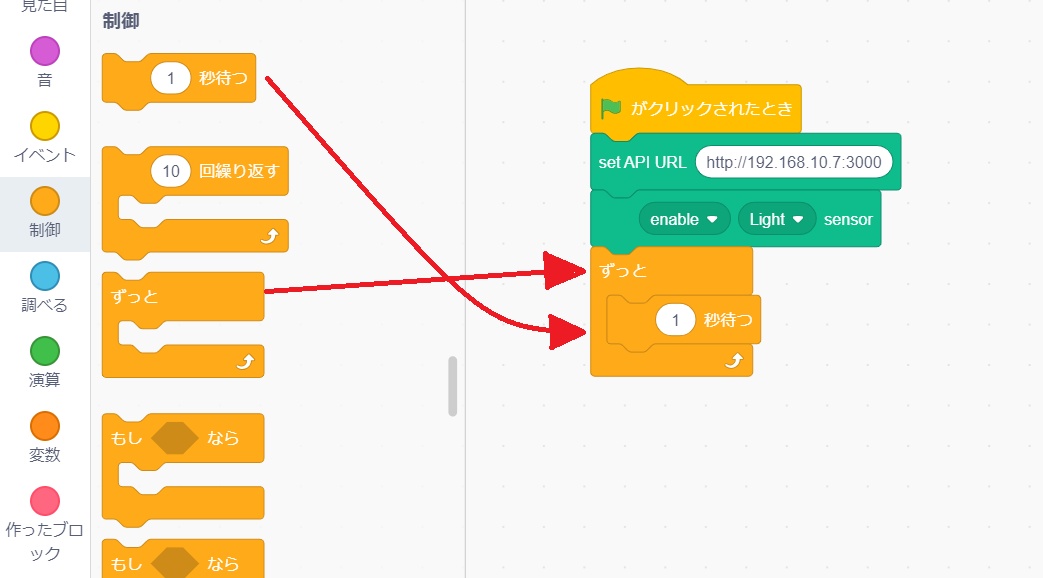 見た目
音
イベント
制御
調べる
演算
変数
作ったブロ
ック
制御
1 秒待つ
10 回繰り返す
ずっと
もし なら
もし なら
がクリックされたとき
set API URL http://192.168.10.7:3000
enable Light sensor
ずっと
1 秒待つ